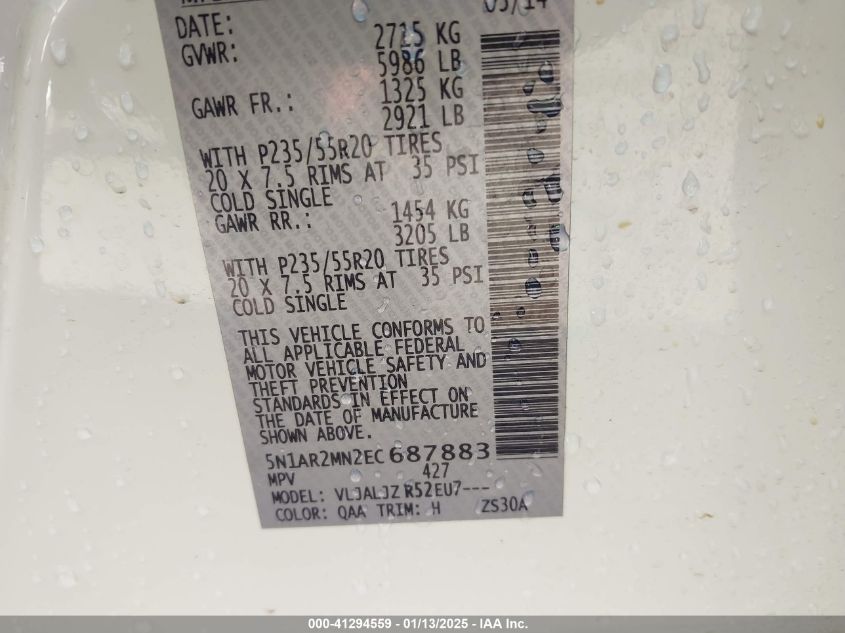 DATE:
GVWR: 2715 KG
5986 LB
GAWR FR.: 1325 KG
2921 LB
WITH P235/55R20 TIRES
20 X 7.5 RIMS AT 35 PSI
COLD SINGLE
GAWR RR.: 1454 KG
3205 LB
WITH P235/55R20 TIRES
20 X 7.5 RIMS AT 35 PSI
COLD SINGLE
THIS VEHICLE CONFORMS TO
ALL APPLICABLE FEDERAL
MOTOR VEHICLE SAFETY AND
THEFT PREVENTION
STANDARDS IN EFFECT ON
THE DATE OF MANUFACTURE
SHOWN ABOVE.
5N1AR2MN2EC687883
MPV 427
MODEL: VLJALJZ R52EU7---
COLOR: QAA TRIM: H ZS30A
000-41294559 - 01/13/2025 - IAA Inc.